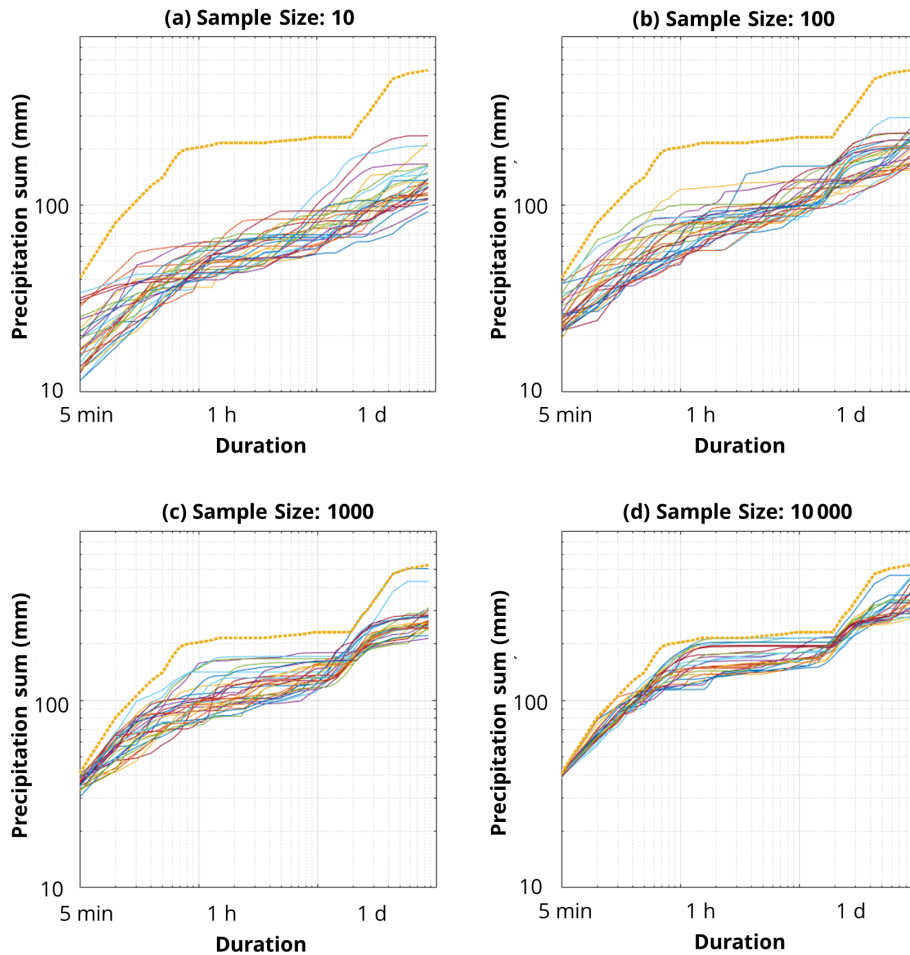 (a) Sample Size: 10
(b) Sample Size: 100
Precipitation sum (mm)
100
10
5 min 1 h 1 d
Duration
Precipitation sum (mm)
100
10
5 min 1 h 1 d
Duration
(c) Sample Size: 1000
(d) Sample Size: 10 000
Precipitation sum (mm)
100
10
5 min 1 h 1 d
Duration
Precipitation sum, (mm)
100
10
5 min 1 h 1 d
Duration